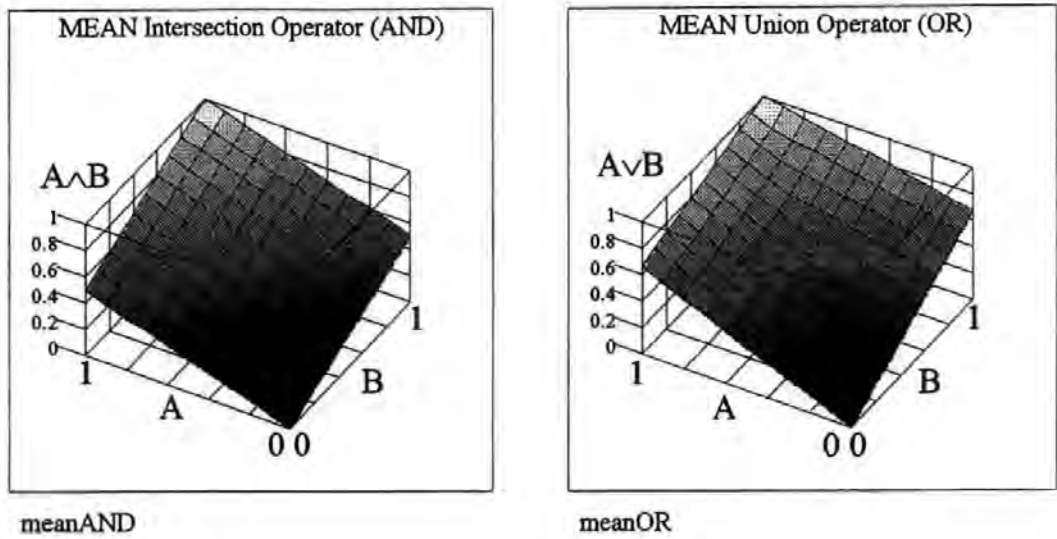 MEAN Intersection Operator (AND)
A∧B
1
0.8
0.6
0.4
0.2
0
1
A
0 0
B
1
meanAND
MEAN Union Operator (OR)
A∨B
1
0.8
0.6
0.4
0.2
0
1
A
0 0
B
1
meanOR